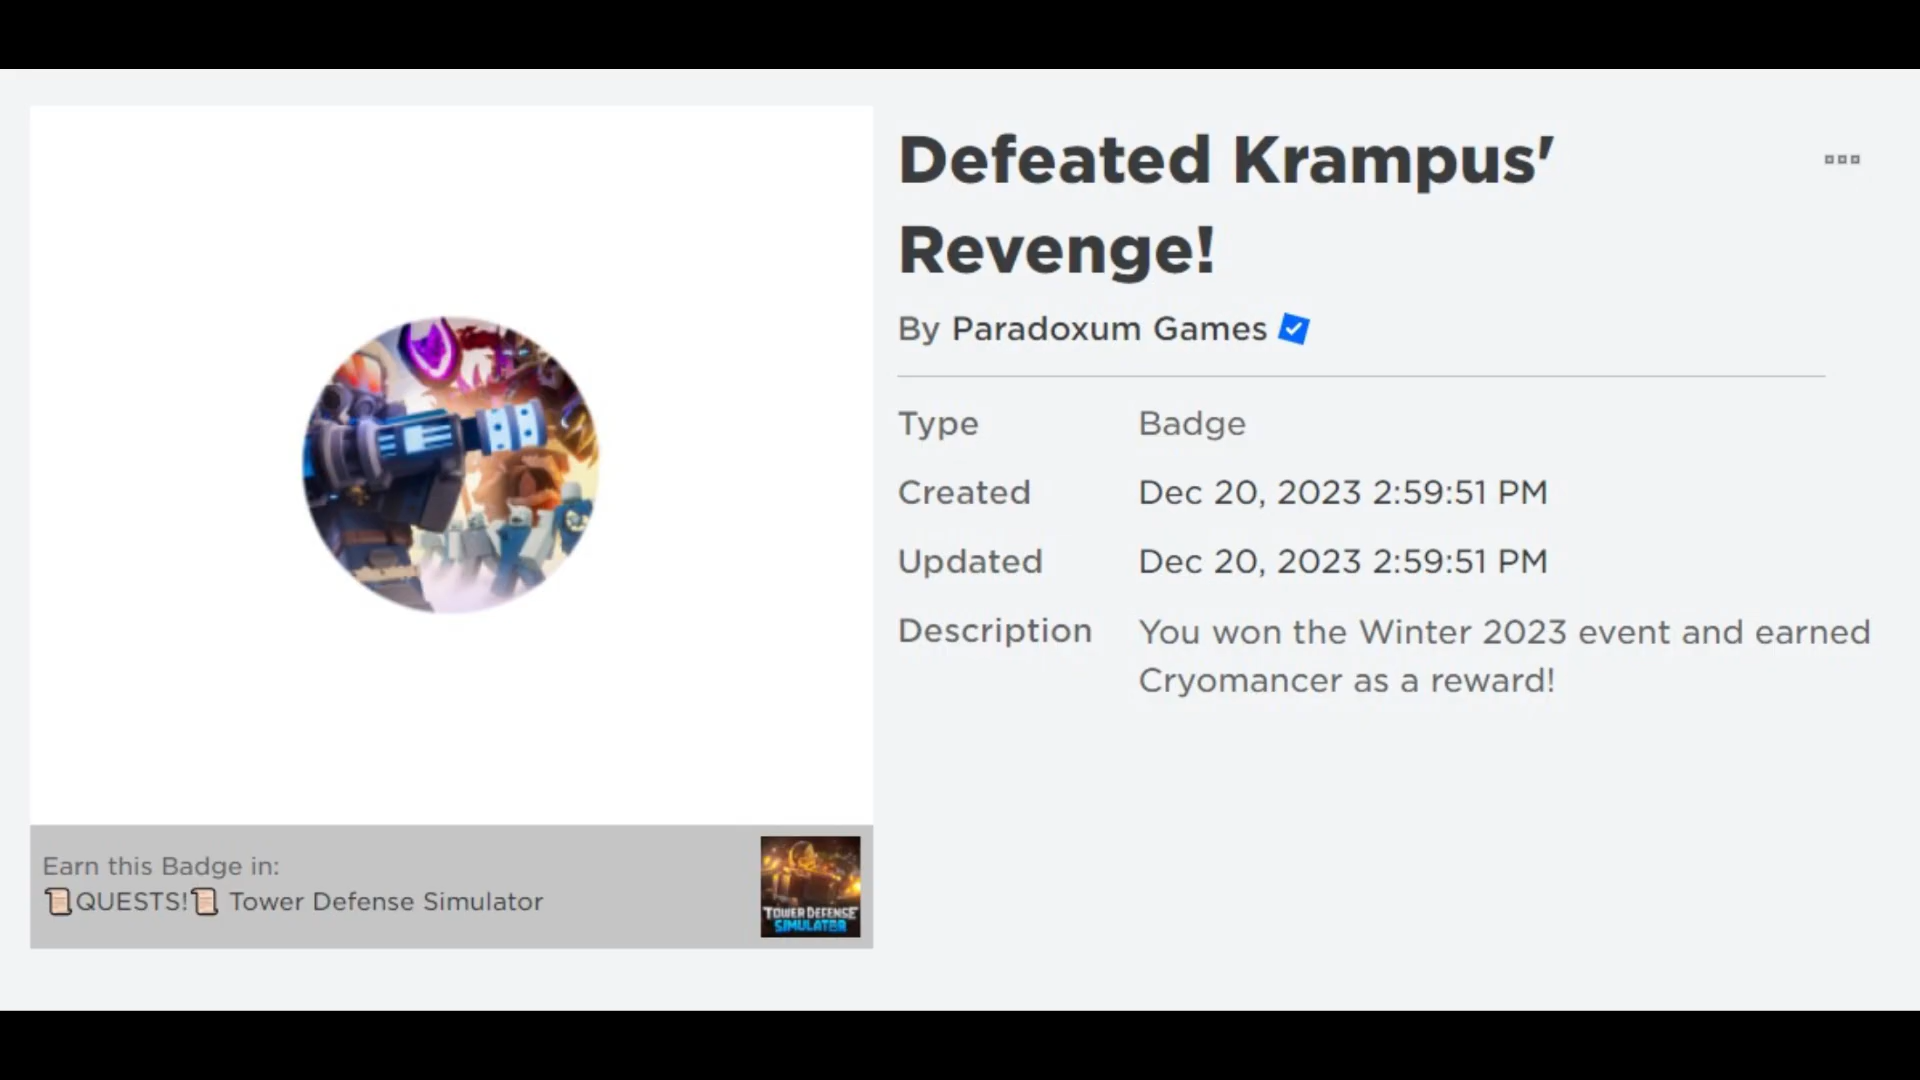 Defeated Krampus'
Revenge!
By Paradoxum Games
Type Badge
Created Dec 20, 2023 2:59:51 PM
Updated Dec 20, 2023 2:59:51 PM
Description You won the Winter 2023 event and earned
Cryomancer as a reward!
Earn this Badge in:
📜QUESTS!📜 Tower Defense Simulator
TOWER DEFENSE
SIMULATOR